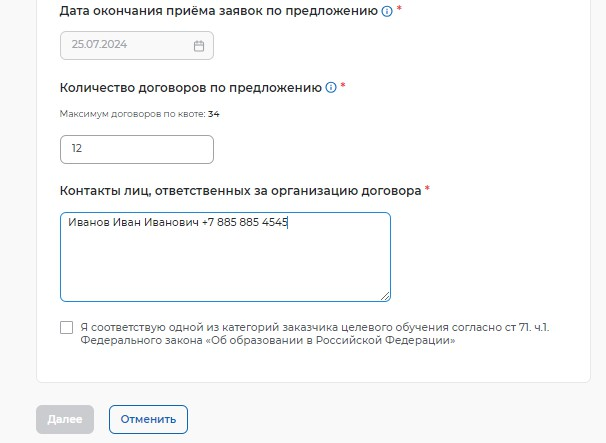 Дата окончания приёма заявок по предложению *
25.07.2024
Количество договоров по предложению *
Максимум договоров по квоте: 34
12
Контакты лиц, ответственных за организацию договора *
Иванов Иван Иванович +7 885 885 4545
Я соответствую одной из категорий заказчика целевого обучения согласно ст 71. ч.1.
Федерального закона «Об образовании в Российской Федерации»
Далее
Отменить